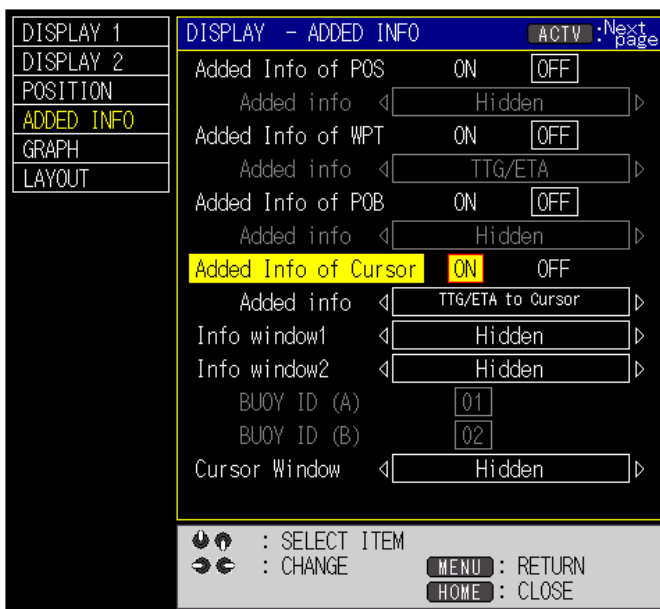 DISPLAY 1
DISPLAY 2
POSITION
ADDED INFO
GRAPH
LAYOUT
DISPLAY - ADDED INFO ACTV :Next page
Added Info of POS ON OFF
Added info Hidden
Added Info of WPT ON OFF
Added info TTG/ETA
Added Info of POB ON OFF
Added info Hidden
Added Info of Cursor ON OFF
Added info TTG/ETA to Cursor
Info window1 Hidden
Info window2 Hidden
BUOY ID (A) 01
BUOY ID (B) 02
Cursor Window Hidden
: SELECT ITEM
: CHANGE MENU : RETURN
HOME : CLOSE